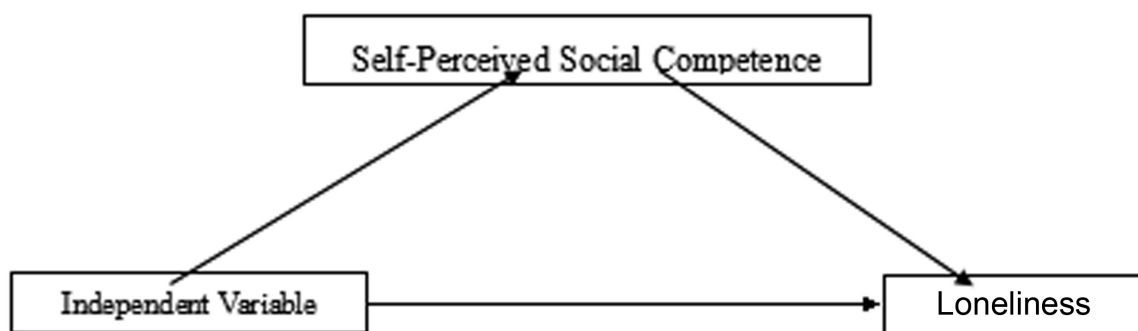 Self-Perceived Social Competence
Independent Variable
Loneliness